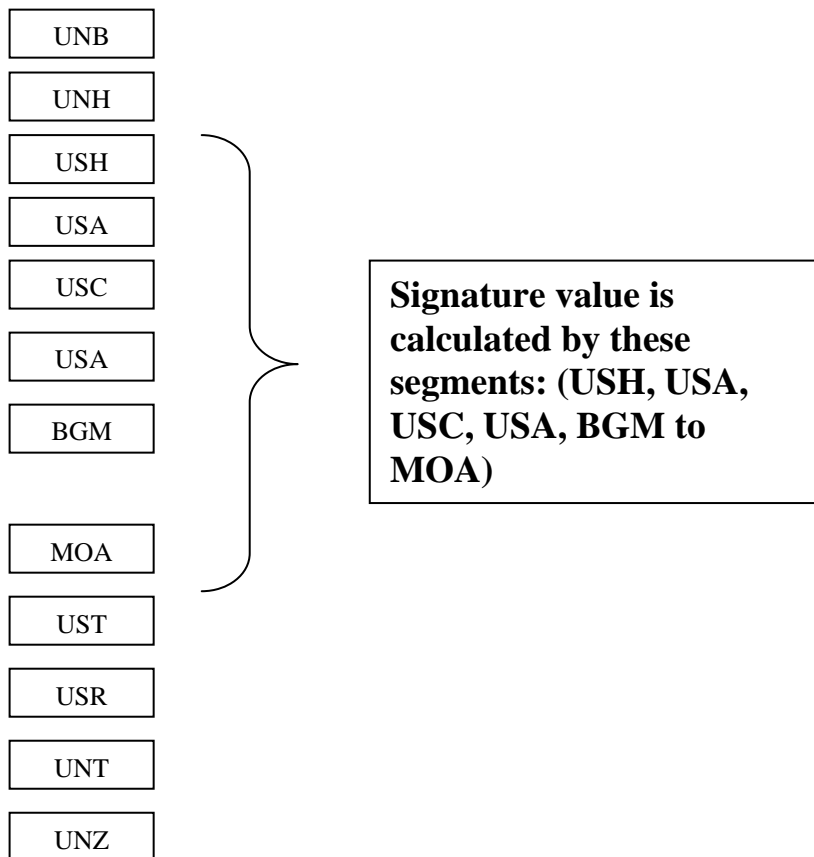 UNB
UNH
USH
USA
USC
USA
BGM
MOA
UST
USR
UNT
UNZ
Signature value is
calculated by these
segments: (USH, USA,
USC, USA, BGM to
MOA)